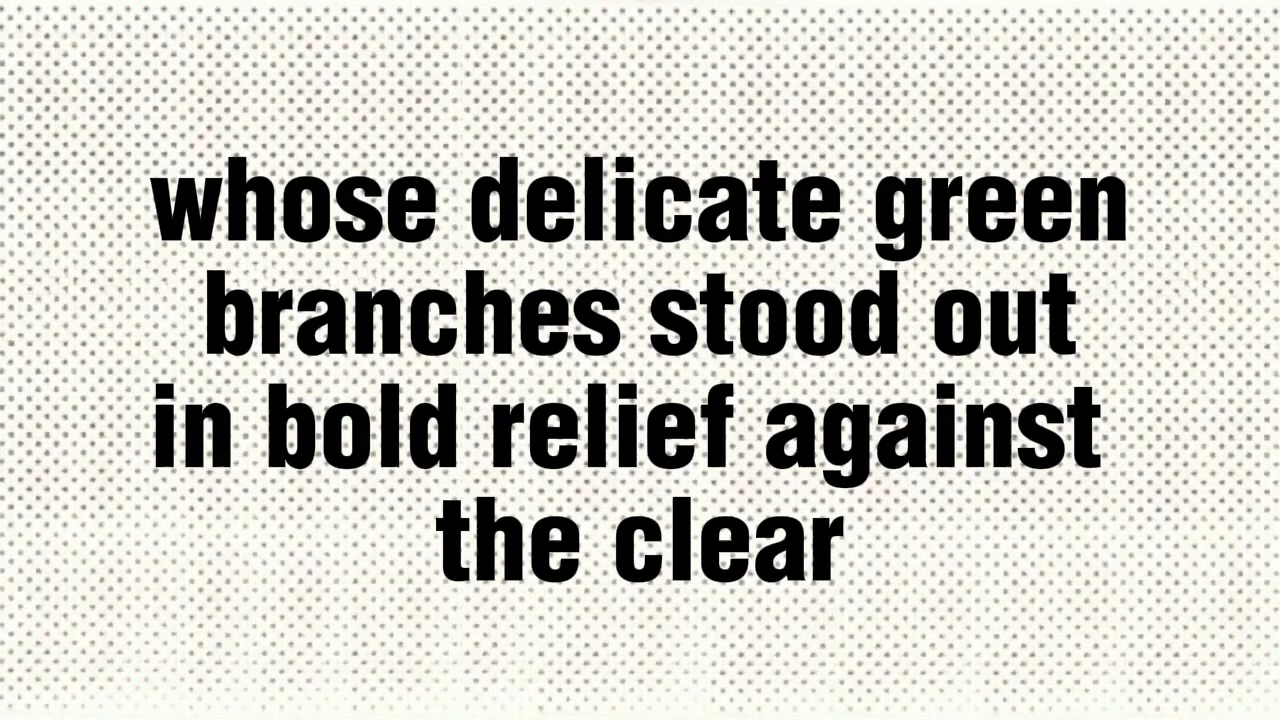 whose delicate green
branches stood out
in bold relief against
the clear